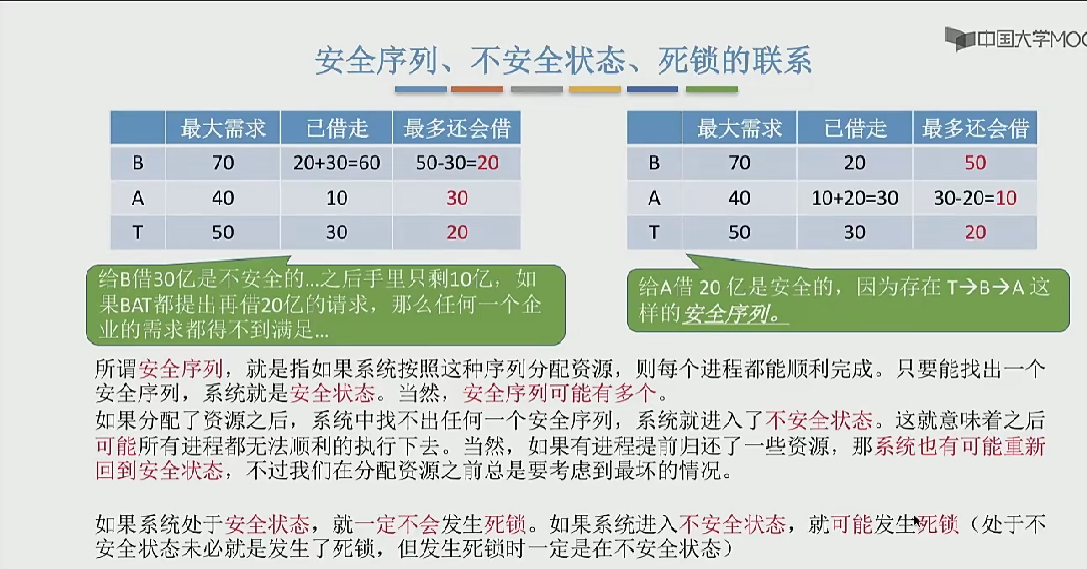 中国大学MOO
安全序列、不安全状态、死锁的联系
最大需求 已借走 最多还会借
B 70 20+30=60 50-30=20
A 40 10 30
T 50 30 20
最大需求 已借走 最多还会借
B 70 20 50
A 40 10+20=30 30-20=10
T 50 30 20
给B借30亿是不安全的...之后手里只剩10亿，如
果BAT都提出再借20亿的请求，那么任何一个企
业的需求都得不到满足...
给A借 20 亿是安全的，因为存在 T→B→A 这
样的安全序列。
所谓安全序列，就是指如果系统按照这种序列分配资源，则每个进程都能顺利完成。只要能找出一个
安全序列，系统就是安全状态。当然，安全序列可能有多个。
如果分配了资源之后，系统中找不出任何一个安全序列，系统就进入了不安全状态。这就意味着之后
可能所有进程都无法顺利的执行下去。当然，如果有进程提前归还了一些资源，那系统也有可能重新
回到安全状态，不过我们在分配资源之前总是要考虑到最坏的情况。
如果系统处于安全状态，就一定不会发生死锁。如果系统进入不安全状态，就可能发生死锁（处于不
安全状态未必就是发生了死锁，但发生死锁时一定是在不安全状态）